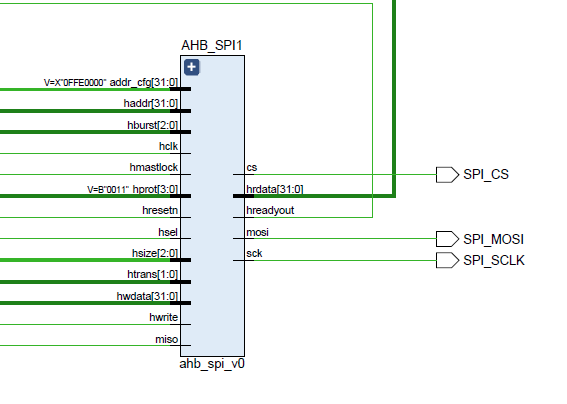 AHB_SPI1
V=X"0FFE0000" addr_cfg[31:0]
haddr[31:0]
hburst[2:0]
hclk
hmastlock
cs
SPI_CS
V=B"0011" hprot[3:0]
hrdata[31:0]
hresetn
hreadyout
hsel
mosi
SPI_MOSI
hsize[2:0]
sck
SPI_SCLK
htrans[1:0]
hwdata[31:0]
hwrite
miso
ahb_spi_v0